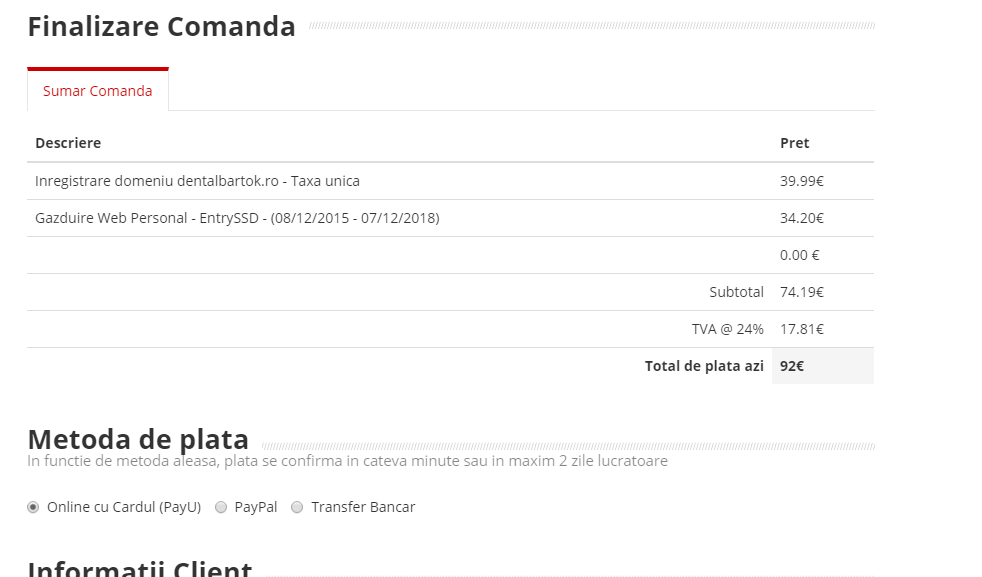 Finalizare Comanda
Sumar Comanda
Descriere Pret
Inregistrare domeniu dentalbartok.ro - Taxa unica 39.99€
Gazduire Web Personal - EntrySSD - (08/12/2015 - 07/12/2018) 34.20€
0.00 €
Subtotal 74.19€
TVA @ 24% 17.81€
Total de plata azi 92€
Metoda de plata
In functie de metoda aleasa, plata se confirma in cateva minute sau in maxim 2 zile lucratoare
Online cu Cardul (PayU) PayPal Transfer Bancar
Informatii Client